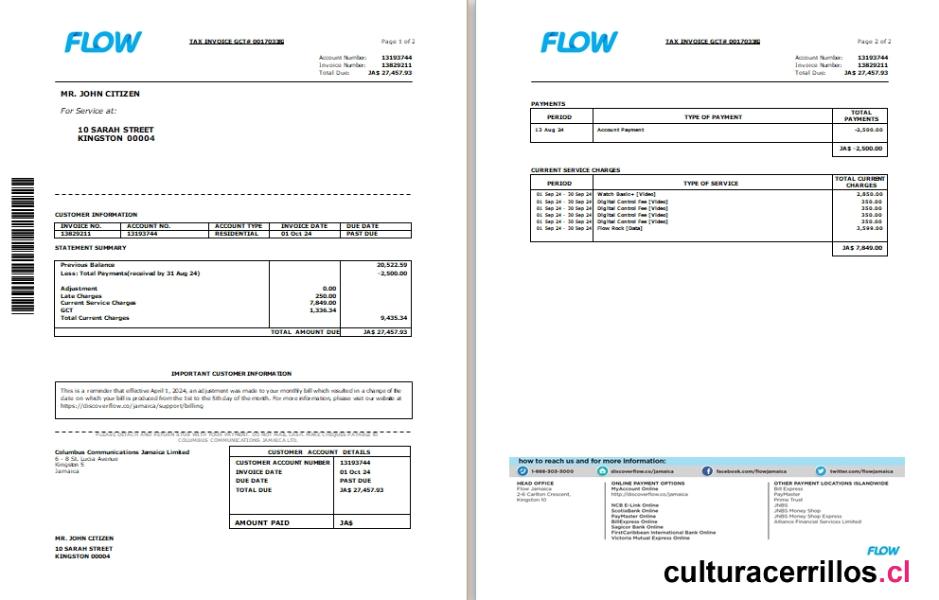 FLOW
TAX INVOICE GCT# 00170336
Page 1 of 2
Account Number: 13193744
Invoice Number: 13829211
Total Due: JA$ 27,457.93
MR. JOHN CITIZEN
For Service at:
10 SARAH STREET
KINGSTON 00004
CUSTOMER INFORMATION
INVOICE NO. ACCOUNT NO. ACCOUNT TYPE INVOICE DATE DUE DATE
13829211 13193744 RESIDENTIAL 01 Oct 24 PAST DUE
STATEMENT SUMMARY
Previous Balance 20,522.59
Less: Total Payments(received by 31 Aug 24) -2,500.00
Adjustment 0.00
Late Charges 250.00
Current Service Charges 7,849.00
GCT 1,336.34
Total Current Charges 9,435.34
TOTAL AMOUNT DUE JA$ 27,457.93
IMPORTANT CUSTOMER INFORMATION
This is a reminder that effective April 1, 2024, an adjustment was made to your monthly bill which resulted in a change of the
date on which your bill is produced from the 1st to the 5th day of the month. For more information, please visit our website at
https://discoverflow.co/jamaica/support/billing
PLEASE DETACH AND RETURN SLIP WITH PAYMENT. DO NOT MAIL CASH. MAKE CHEQUES PAYABLE TO
COLUMBUS COMMUNICATIONS JAMAICA LTD.
Columbus Communications Jamaica Limited
6 - 8 St. Lucia Avenue
Kingston 5
Jamaica
CUSTOMER ACCOUNT DETAILS
CUSTOMER ACCOUNT NUMBER 13193744
INVOICE DATE 01 Oct 24
DUE DATE PAST DUE
TOTAL DUE JA$ 27,457.93
AMOUNT PAID JA$
MR. JOHN CITIZEN
10 SARAH STREET
KINGSTON 00004
FLOW
TAX INVOICE GCT# 00170336
Page 2 of 2
Account Number: 13193744
Invoice Number: 13829211
Total Due: JA$ 27,457.93
PAYMENTS
PERIOD TYPE OF PAYMENT TOTAL PAYMENTS
13 Aug 24 Account Payment -2,500.00
JA$ -2,500.00
CURRENT SERVICE CHARGES
PERIOD TYPE OF SERVICE TOTAL CURRENT CHARGES
01 Sep 24 - 30 Sep 24 Watch Basic+ [Video] 2,850.00
01 Sep 24 - 30 Sep 24 Digital Control Fee [Video] 350.00
01 Sep 24 - 30 Sep 24 Digital Control Fee [Video] 350.00
01 Sep 24 - 30 Sep 24 Digital Control Fee [Video] 350.00
01 Sep 24 - 30 Sep 24 Digital Control Fee [Video] 350.00
01 Sep 24 - 30 Sep 24 Flow Rock [Data] 3,599.00
JA$ 7,849.00
how to reach us and for more information:
1-866-303-3000 discoverflow.co/jamaica facebook.com/flowjamaica twitter.com/flowjamaica
HEAD OFFICE
Flow Jamaica
2-6 Carlton Crescent,
Kingston 10
ONLINE PAYMENT OPTIONS
MyAccount Online
http://discoverflow.co/jamaica
NCB E-Link Online
ScotiaBank Online
PayMaster Online
BillExpress Online
Sagicor Bank Online
FirstCaribbean International Bank Online
Victoria Mutual Express Online
OTHER PAYMENT LOCATIONS ISLANDWIDE
Bill Express
PayMaster
Prime Trust
JNBS
JNBS Money Shop
JNBS Money Shop Express
Alliance Financial Services Limited
FLOW
culturacerrillos.cl